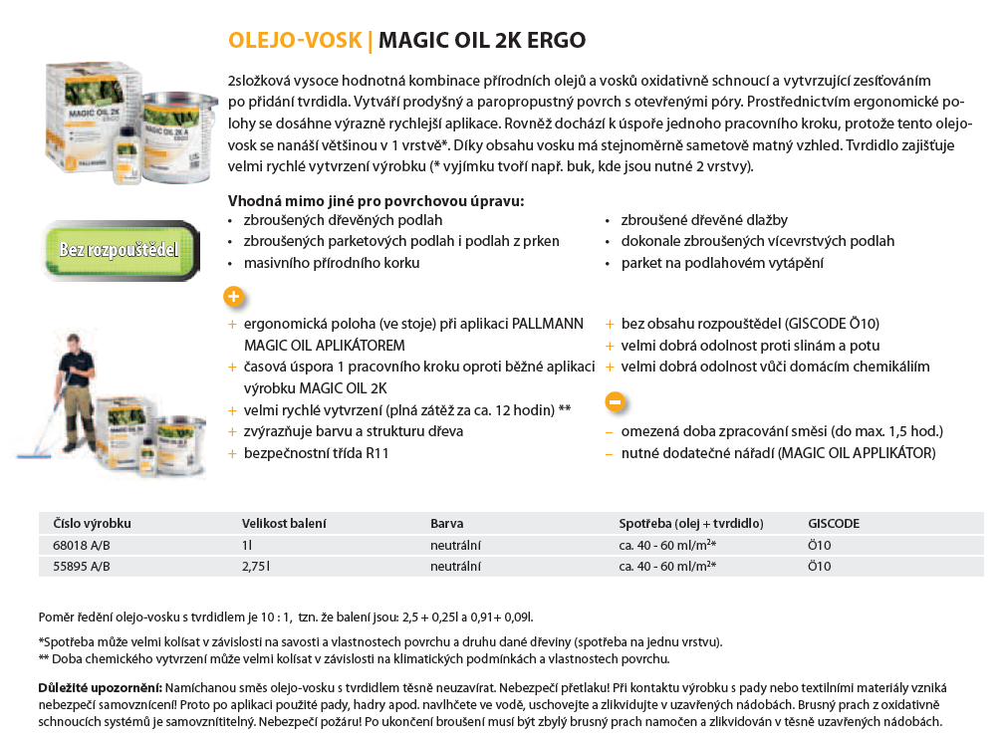 OLEJO-VOSK | MAGIC OIL 2K ERGO
2složková vysoce hodnotná kombinace přírodních olejů a vosků oxidativně schnoucí a vytvrzující zesíťováním
po přidání tvrdidla. Vytváří prodyšný a paropropustný povrch s otevřenými póry. Prostřednictvím ergonomické po-
lohy se dosáhne výrazně rychlejší aplikace. Rovněž dochází k úspoře jednoho pracovního kroku, protože tento olejo-
vosk se nanáší většinou v 1 vrstvě*. Díky obsahu vosku má stejnoměrně sametově matný vzhled. Tvrdidlo zajišťuje
velmi rychlé vytvrzení výrobku (* vyjímku tvoří např. buk, kde jsou nutné 2 vrstvy).
MAGIC OIL 2K
ERGO
MAGIC OIL 2K A
ERGO
PALLMANN
Bez rozpouštědel
Vhodná mimo jiné pro povrchovou úpravu:
• zbroušených dřevěných podlah
• zbroušených parketových podlah i podlah z prken
• masivního přírodního korku
• zbroušené dřevěné dlažby
• dokonale zbroušených vícevrstvých podlah
• parket na podlahovém vytápění
+ ergonomická poloha (ve stoje) při aplikaci PALLMANN
MAGIC OIL APLIKÁTOREM
+ časová úspora 1 pracovního kroku oproti běžné aplikaci
výrobku MAGIC OIL 2K
+ velmi rychlé vytvrzení (plná zátěž za ca. 12 hodin) **
+ zvýrazňuje barvu a strukturu dřeva
+ bezpečnostní třída R11
+ bez obsahu rozpouštědel (GISCODE Ö10)
+ velmi dobrá odolnost proti slinám a potu
+ velmi dobrá odolnost vůči domácím chemikáliím
– omezená doba zpracování směsi (do max. 1,5 hod.)
– nutné dodatečné nářadí (MAGIC OIL APPLIKÁTOR)
Číslo výrobku Velikost balení Barva Spotřeba (olej + tvrdidlo) GISCODE
68018 A/B 1l neutrální ca. 40 - 60 ml/m²* Ö10
55895 A/B 2,75l neutrální ca. 40 - 60 ml/m²* Ö10
Poměr ředění olejo-vosku s tvrdidlem je 10 : 1, tzn. že balení jsou: 2,5 + 0,25l a 0,91+ 0,09l.
*Spotřeba může velmi kolísat v závislosti na savosti a vlastnostech povrchu a druhu dané dřeviny (spotřeba na jednu vrstvu).
** Doba chemického vytvrzení může velmi kolísat v závislosti na klimatických podmínkách a vlastnostech povrchu.
Důležité upozornění: Namíchanou směs olejo-vosku s tvrdidlem těsně neuzavírat. Nebezpečí přetlaku! Při kontaktu výrobku s pady nebo textilními materiály vzniká
nebezpečí samovznícení! Proto po aplikaci použité pady, hadry apod. navlhčete ve vodě, uschovejte a zlikvidujte v uzavřených nádobách. Brusný prach z oxidativně
schnoucích systémů je samovznítitelný. Nebezpečí požáru! Po ukončení broušení musí být zbylý brusný prach namočen a zlikvidován v těsně uzavřených nádobách.